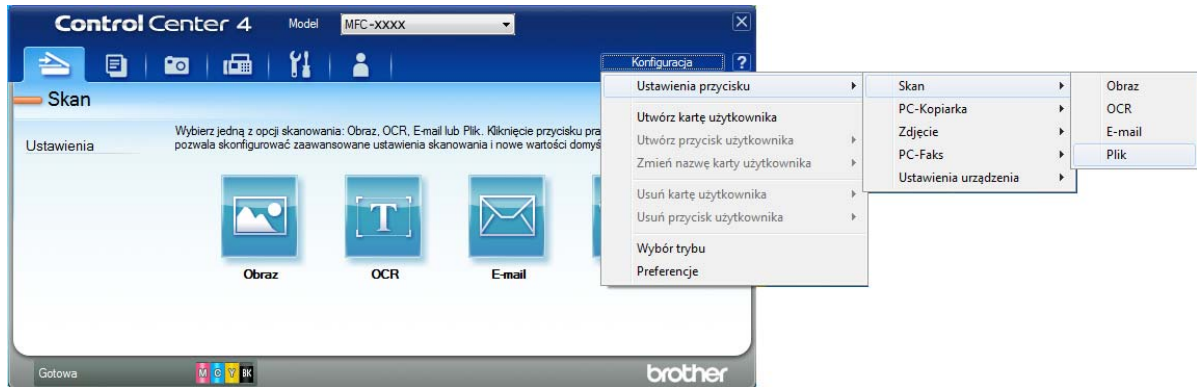 Control Center 4
Model
MFC-XXXX
Konfiguracja
?
Skan
Ustawienia
Wybierz jedną z opcji skanowania: Obraz, OCR, E-mail lub Plik. Kliknięcie przycisku pra
pozwala skonfigurować zaawansowane ustawienia skanowania i nowe wartości domyś
T
Obraz
OCR
E-mail
Ustawienia przycisku
Utwórz kartę użytkownika
Utwórz przycisk użytkownika
Zmień nazwę karty użytkownika
Usuń kartę użytkownika
Usuń przycisk użytkownika
Wybór trybu
Preferencje
Skan
PC-Kopiarka
Zdjęcie
PC-Faks
Ustawienia urządzenia
Obraz
OCR
E-mail
Plik
Gotowa
M C Y BK
brother